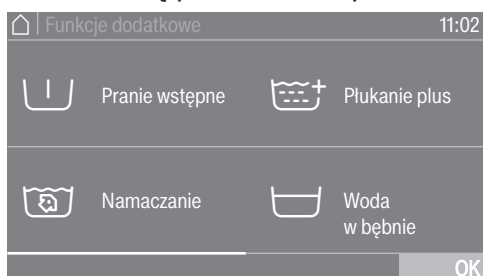 Funkcje dodatkowe
11:02
Pranie wstępne
Płukanie plus
Namaczanie
Woda
w bębnie
OK